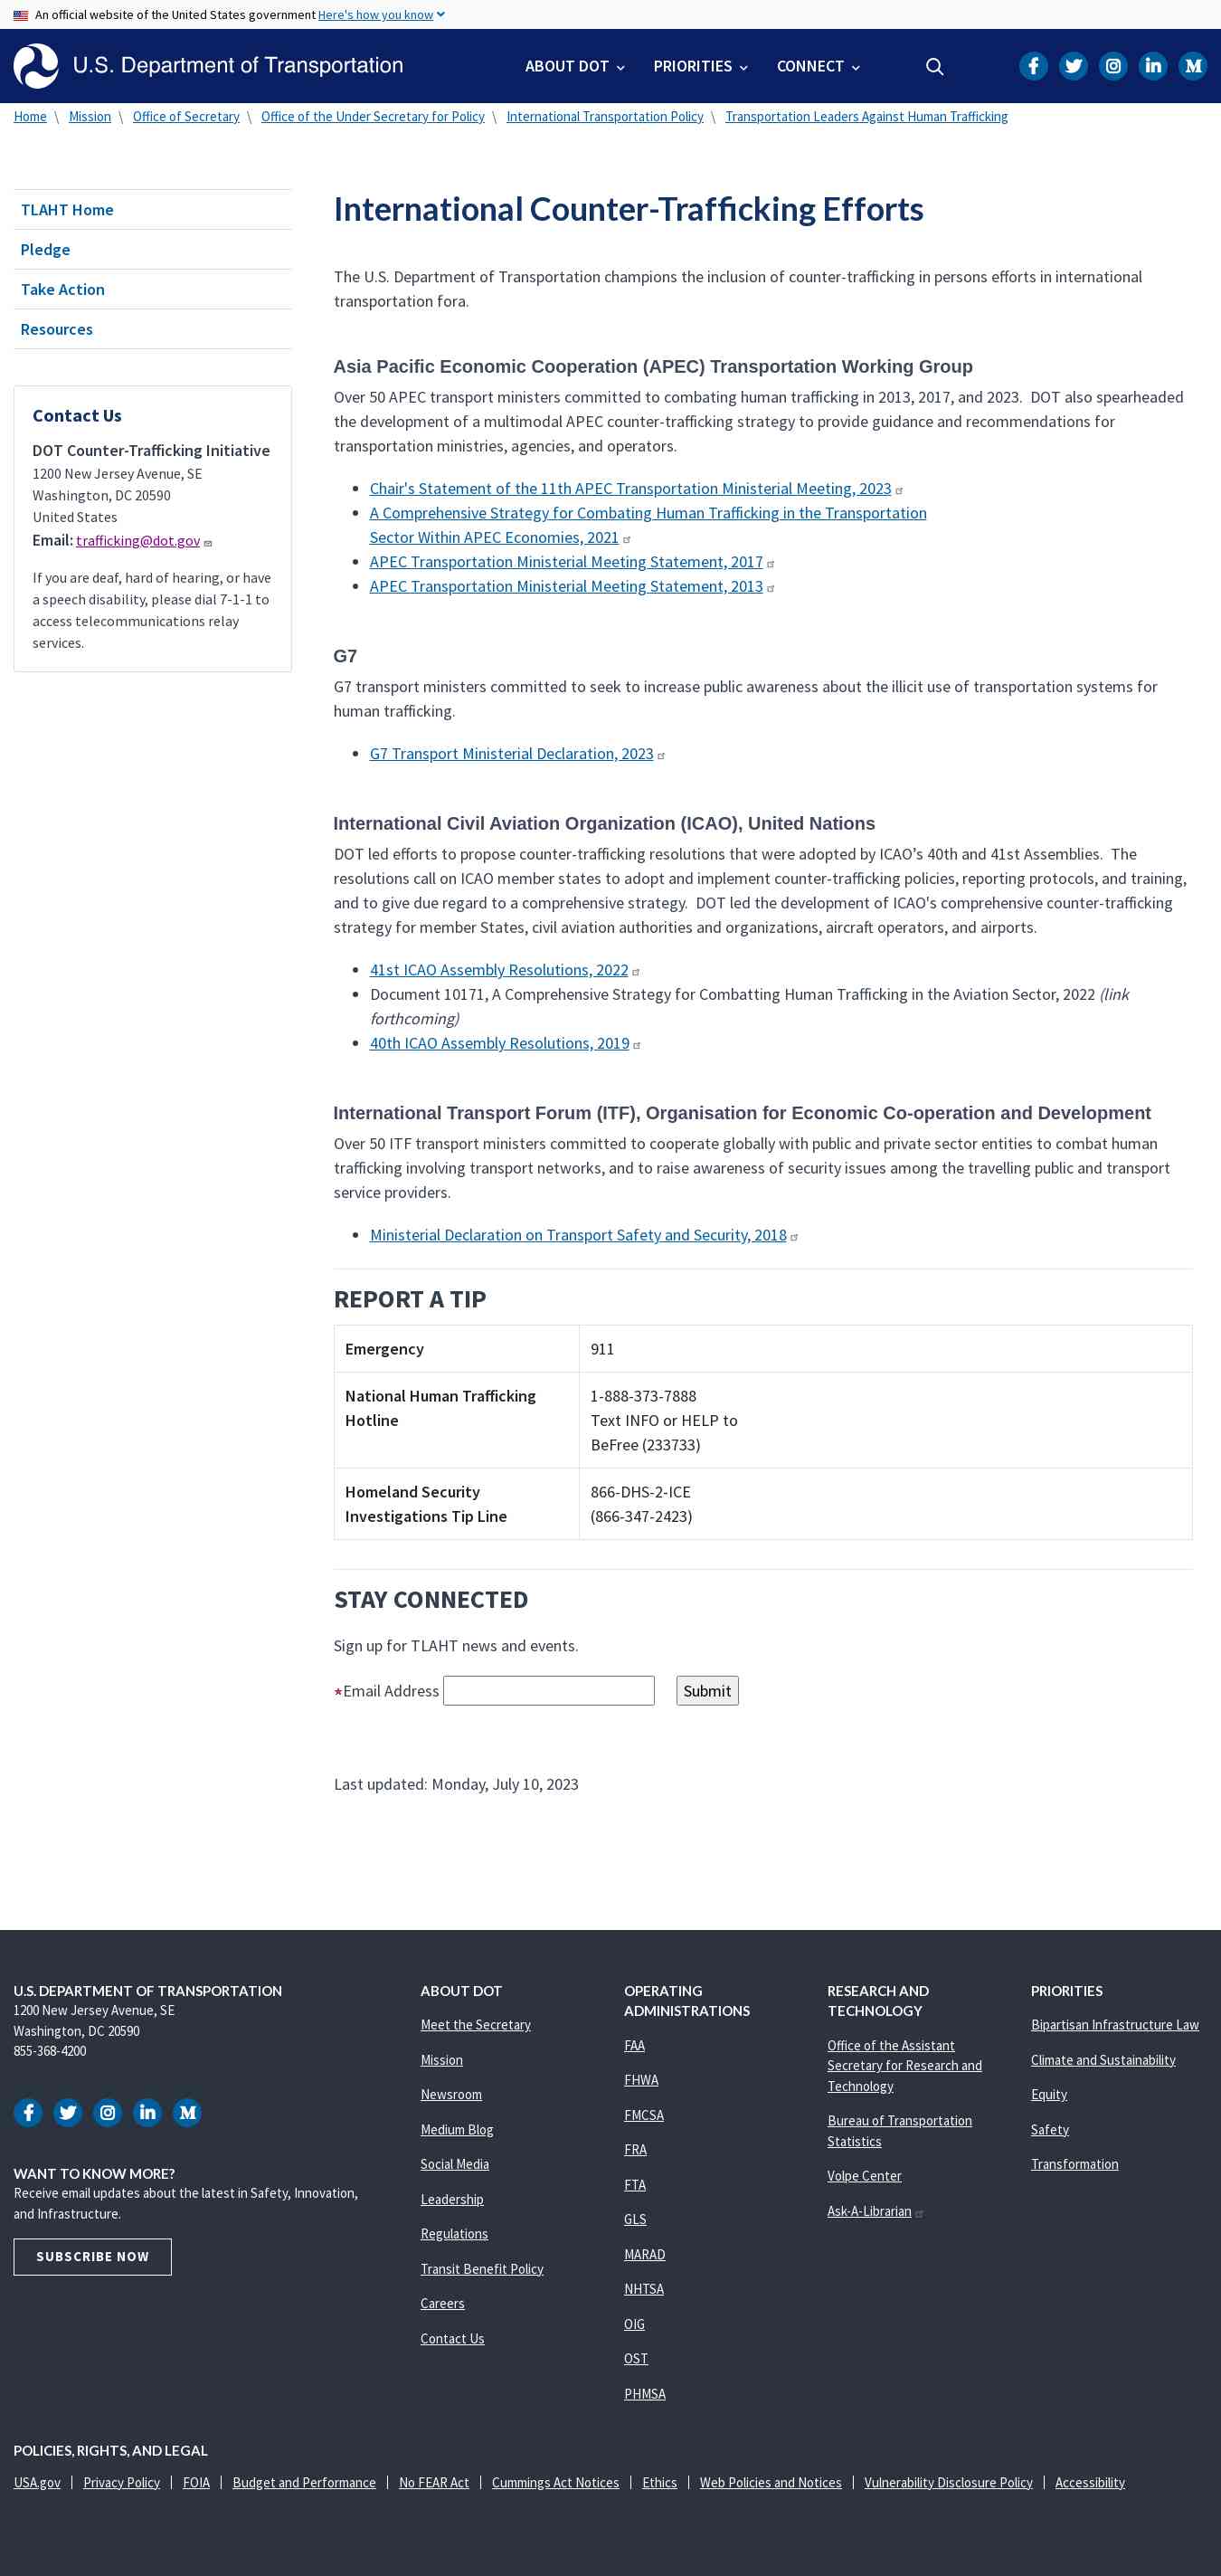 An official website of the United States government Here's how you know
U.S. Department of Transportation
ABOUT DOT PRIORITIES CONNECT
Home \ Mission \ Office of Secretary \ Office of the Under Secretary for Policy \ International Transportation Policy \ Transportation Leaders Against Human Trafficking
TLAHT Home
Pledge
Take Action
Resources
Contact Us
DOT Counter-Trafficking Initiative
1200 New Jersey Avenue, SE
Washington, DC 20590
United States
Email: trafficking@dot.gov
If you are deaf, hard of hearing, or have
a speech disability, please dial 7-1-1 to
access telecommunications relay
services.
International Counter-Trafficking Efforts
The U.S. Department of Transportation champions the inclusion of counter-trafficking in persons efforts in international
transportation fora.
Asia Pacific Economic Cooperation (APEC) Transportation Working Group
Over 50 APEC transport ministers committed to combating human trafficking in 2013, 2017, and 2023.  DOT also spearheaded
the development of a multimodal APEC counter-trafficking strategy to provide guidance and recommendations for
transportation ministries, agencies, and operators.
• Chair's Statement of the 11th APEC Transportation Ministerial Meeting, 2023
• A Comprehensive Strategy for Combating Human Trafficking in the Transportation
Sector Within APEC Economies, 2021
• APEC Transportation Ministerial Meeting Statement, 2017
• APEC Transportation Ministerial Meeting Statement, 2013
G7
G7 transport ministers committed to seek to increase public awareness about the illicit use of transportation systems for
human trafficking.
• G7 Transport Ministerial Declaration, 2023
International Civil Aviation Organization (ICAO), United Nations
DOT led efforts to propose counter-trafficking resolutions that were adopted by ICAO’s 40th and 41st Assemblies.  The
resolutions call on ICAO member states to adopt and implement counter-trafficking policies, reporting protocols, and training,
and to give due regard to a comprehensive strategy.  DOT led the development of ICAO's comprehensive counter-trafficking
strategy for member States, civil aviation authorities and organizations, aircraft operators, and airports.
• 41st ICAO Assembly Resolutions, 2022
• Document 10171, A Comprehensive Strategy for Combatting Human Trafficking in the Aviation Sector, 2022 (link
forthcoming)
• 40th ICAO Assembly Resolutions, 2019
International Transport Forum (ITF), Organisation for Economic Co-operation and Development
Over 50 ITF transport ministers committed to cooperate globally with public and private sector entities to combat human
trafficking involving transport networks, and to raise awareness of security issues among the travelling public and transport
service providers.
• Ministerial Declaration on Transport Safety and Security, 2018
REPORT A TIP
Emergency 911
National Human Trafficking
Hotline
1-888-373-7888
Text INFO or HELP to
BeFree (233733)
Homeland Security
Investigations Tip Line
866-DHS-2-ICE
(866-347-2423)
STAY CONNECTED
Sign up for TLAHT news and events.
*Email Address Submit
Last updated: Monday, July 10, 2023
U.S. DEPARTMENT OF TRANSPORTATION
1200 New Jersey Avenue, SE
Washington, DC 20590
855-368-4200
WANT TO KNOW MORE?
Receive email updates about the latest in Safety, Innovation,
and Infrastructure.
SUBSCRIBE NOW
ABOUT DOT
Meet the Secretary
Mission
Newsroom
Medium Blog
Social Media
Leadership
Regulations
Transit Benefit Policy
Careers
Contact Us
OPERATING
ADMINISTRATIONS
FAA
FHWA
FMCSA
FRA
FTA
GLS
MARAD
NHTSA
OIG
OST
PHMSA
RESEARCH AND
TECHNOLOGY
Office of the Assistant
Secretary for Research and
Technology
Bureau of Transportation
Statistics
Volpe Center
Ask-A-Librarian
PRIORITIES
Bipartisan Infrastructure Law
Climate and Sustainability
Equity
Safety
Transformation
POLICIES, RIGHTS, AND LEGAL
USA.gov | Privacy Policy | FOIA | Budget and Performance | No FEAR Act | Cummings Act Notices | Ethics | Web Policies and Notices | Vulnerability Disclosure Policy | Accessibility